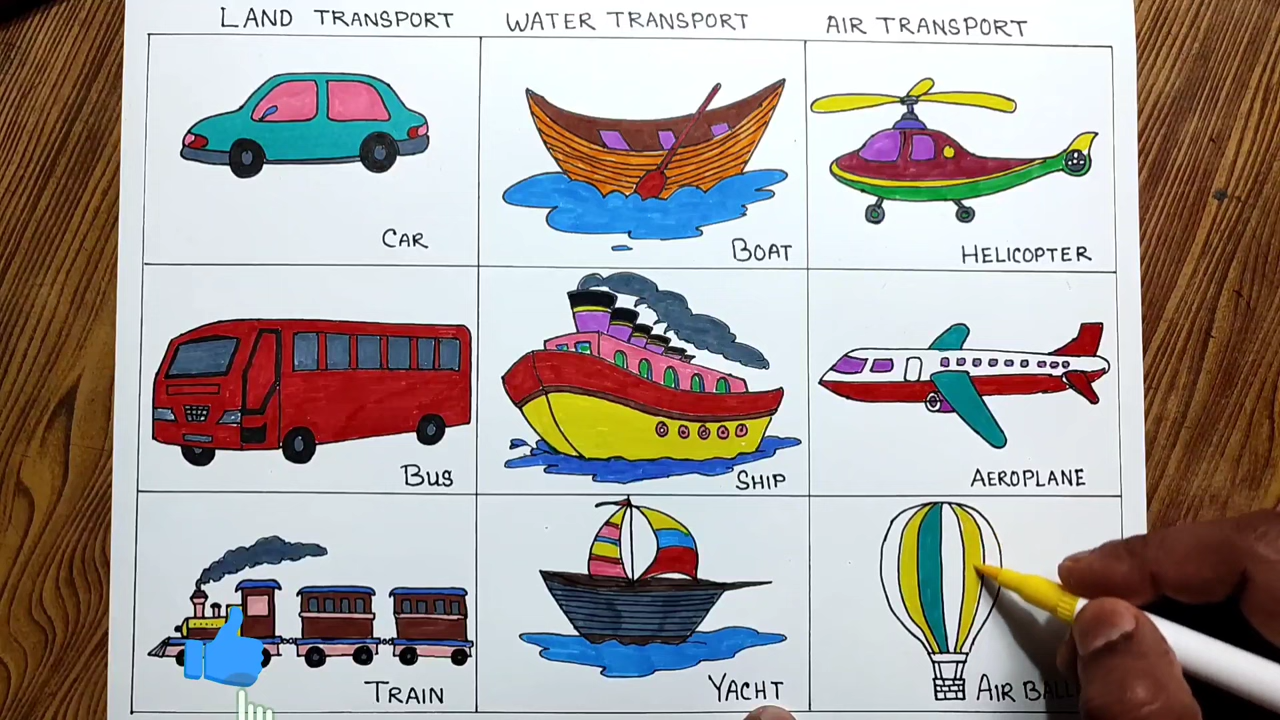 LAND TRANSPORT
WATER TRANSPORT
AIR TRANSPORT
CAR
BOAT
HELICOPTER
BUS
SHIP
AEROPLANE
TRAIN
YACHT
AIR